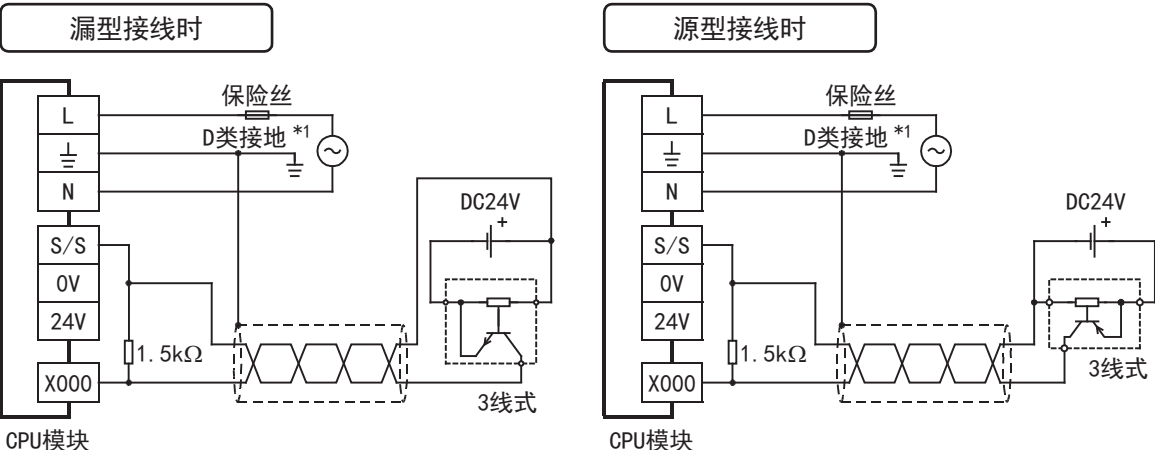 漏型接线时
L
N
S/S
0V
24V
X000
保险丝
D类接地 *1
DC24V
+
1.5kΩ
3线式
CPU模块
源型接线时
L
N
S/S
0V
24V
X000
保险丝
D类接地 *1
DC24V
+
1.5kΩ
3线式
CPU模块